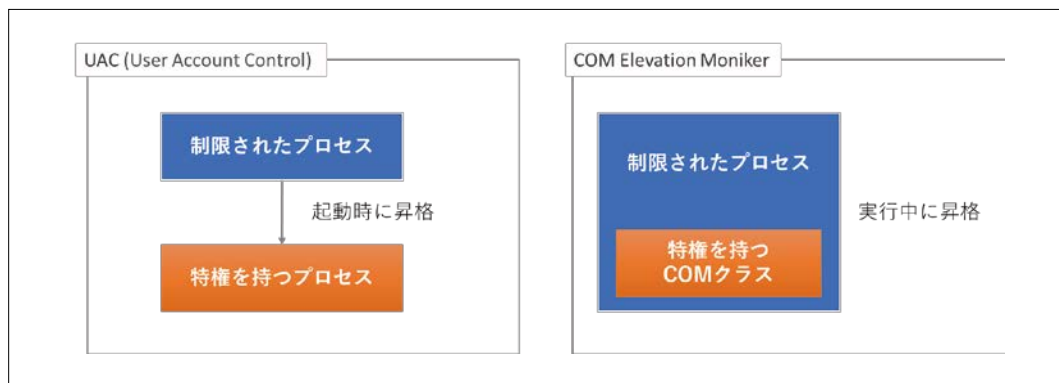 UAC (User Account Control)
制限されたプロセス
起動時に昇格
特権を持つプロセス
COM Elevation Moniker
制限されたプロセス
実行中に昇格
特権を持つ
COMクラス